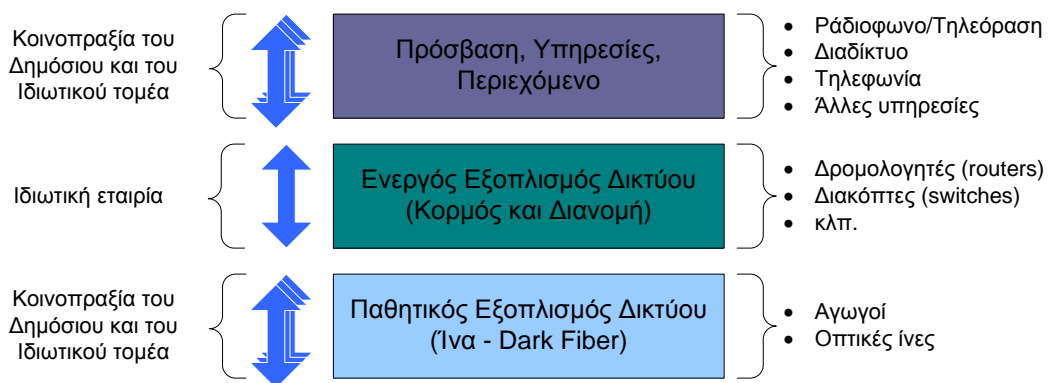 Κοινοπραξία του
Δημόσιου και του
Ιδιωτικού τομέα
Πρόσβαση, Υπηρεσίες,
Περιεχόμενο
• Ράδιοφωνο/Τηλεόραση
• Διαδίκτυο
• Τηλεφωνία
• Άλλες υπηρεσίες
Ιδιωτική εταιρία
Ενεργός Εξοπλισμός Δικτύου
(Κορμός και Διανομή)
• Δρομολογητές (routers)
• Διακόπτες (switches)
• κλπ.
Κοινοπραξία του
Δημόσιου και του
Ιδιωτικού τομέα
Παθητικός Εξοπλισμός Δικτύου
(Ίνα - Dark Fiber)
• Αγωγοί
• Οπτικές ίνες